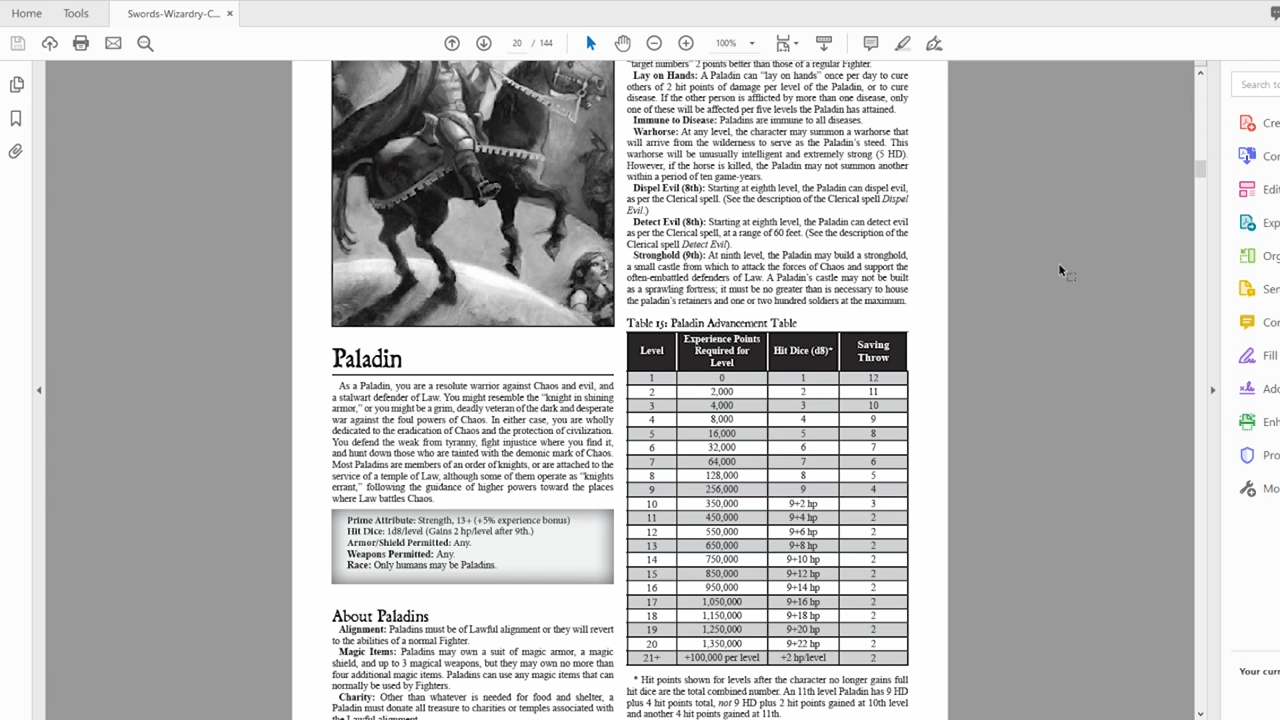 Home
Tools
Swords-Wizardry-C... ×
20 / 144
100%
Search to
Paladin
As a Paladin, you are a resolute warrior against Chaos and evil, and
a stalwart defender of Law. You might resemble the “knight in shining
armor,” or you might be a grim, deadly veteran of the dark and desperate
war against the foul powers of Chaos. In either case, you are wholly
dedicated to the eradication of Chaos and the protection of civilization.
You defend the weak from tyranny, fight injustice where you find it,
and hunt down those who are tainted with the demonic mark of Chaos.
Most Paladins are members of an order of knights, or are attached to the
service of a temple of Law, although some of them operate as “knights
errant,” following the guidance of higher powers toward the places
where Law battles Chaos.
Prime Attribute: Strength, 13+ (+5% experience bonus)
Hit Dice: 1d8/level (Gains 2 hp/level after 9th.)
Armor/Shield Permitted: Any.
Weapons Permitted: Any.
Race: Only humans may be Paladins.
About Paladins
Alignment: Paladins must be of Lawful alignment or they will revert
to the abilities of a normal Fighter.
Magic Items: Paladins may own a suit of magic armor, a magic
shield, and up to 3 magical weapons, but they may own no more than
four additional magic items. Paladins can use any magic items that can
normally be used by Fighters.
Charity: Other than whatever is needed for food and shelter, a
Paladin must donate all treasure to charities or temples associated with
the Lawful alignment.
“target numbers” 2 points better than those of a regular Fighter.
Lay on Hands: A Paladin can “lay on hands” once per day to cure
others of 2 hit points of damage per level of the Paladin, or to cure
disease. If the other person is afflicted by more than one disease, only
one of these will be affected per five levels the Paladin has attained.
Immune to Disease: Paladins are immune to all diseases.
Warhorse: At any level, the character may summon a warhorse that
will arrive from the wilderness to serve as the Paladin’s steed. This
warhorse will be unusually intelligent and extremely strong (5 HD).
However, if the horse is killed, the Paladin may not summon another
within a period of ten game-years.
Dispel Evil (8th): Starting at eighth level, the Paladin can dispel evil,
as per the Clerical spell. (See the description of the Clerical spell Dispel
Evil.)
Detect Evil (8th): Starting at eighth level, the Paladin can detect evil
as per the Clerical spell, at a range of 60 feet. (See the description of the
Clerical spell Detect Evil).
Stronghold (9th): At ninth level, the Paladin may build a stronghold,
a small castle from which to attack the forces of Chaos and support the
often-embattled defenders of Law. A Paladin’s castle may not be built
as a sprawling fortress; it must be no greater than is necessary to house
the paladin’s retainers and one or two hundred soldiers at the maximum.
Table 15: Paladin Advancement Table
Level Experience Points Required for Level Hit Dice (d8)* Saving Throw
1 0 1 12
2 2,000 2 11
3 4,000 3 10
4 8,000 4 9
5 16,000 5 8
6 32,000 6 7
7 64,000 7 6
8 128,000 8 5
9 256,000 9 4
10 350,000 9+2 hp 3
11 450,000 9+4 hp 2
12 550,000 9+6 hp 2
13 650,000 9+8 hp 2
14 750,000 9+10 hp 2
15 850,000 9+12 hp 2
16 950,000 9+14 hp 2
17 1,050,000 9+16 hp 2
18 1,150,000 9+18 hp 2
19 1,250,000 9+20 hp 2
20 1,350,000 9+22 hp 2
21+ +100,000 per level +2 hp/level 2
* Hit points shown for levels after the character no longer gains full
hit dice are the total combined number. An 11th level Paladin has 9 HD
plus 4 hit points total, not 9 HD plus 2 hit points gained at 10th level
and another 4 hit points gained at 11th.
Cre
Con
Edi
Exp
Org
Sen
Con
Fill
Add
Enh
Pro
Mo
Your curr